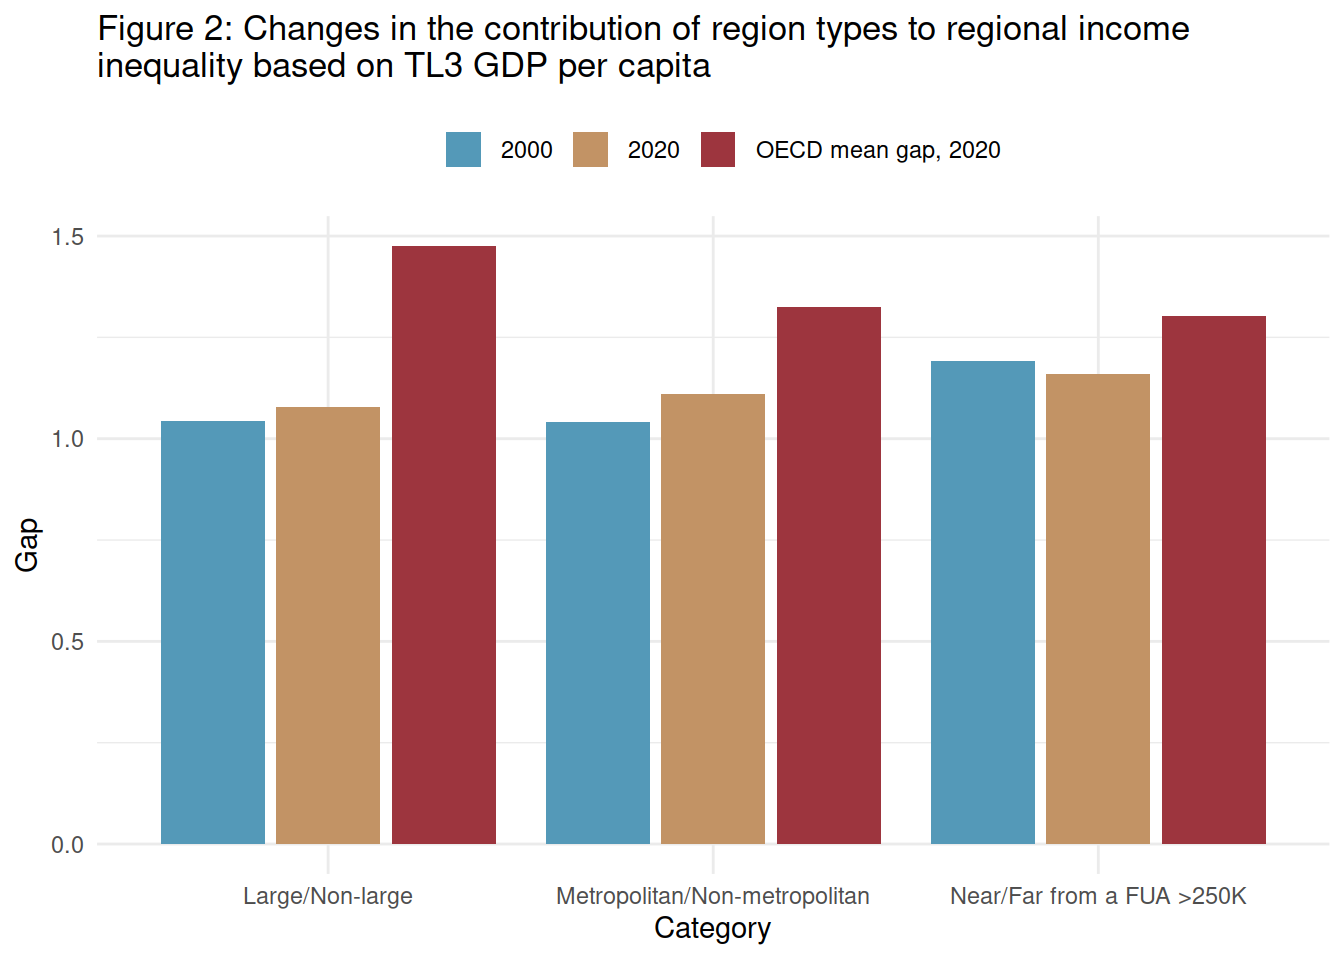 Figure 2: Changes in the contribution of region types to regional income
inequality based on TL3 GDP per capita
2000 2020 OECD mean gap, 2020
1.5
1.0
0.5
0.0
Gap
Large/Non-large Metropolitan/Non-metropolitan Near/Far from a FUA >250K
Category